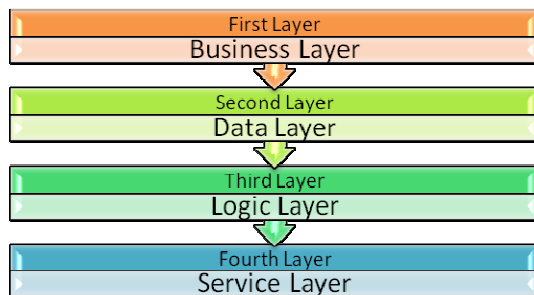 First Layer
Business Layer
Second Layer
Data Layer
Third Layer
Logic Layer
Fourth Layer
Service Layer